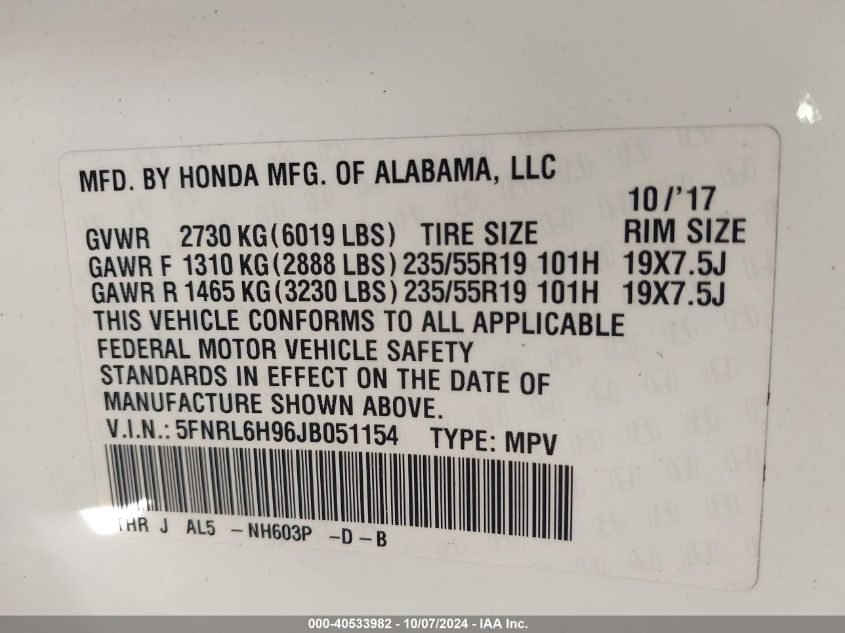 MFD. BY HONDA MFG. OF ALABAMA, LLC
10/'17
GVWR 2730 KG (6019 LBS) TIRE SIZE RIM SIZE
GAWR F 1310 KG (2888 LBS) 235/55R19 101H 19X7.5J
GAWR R 1465 KG (3230 LBS) 235/55R19 101H 19X7.5J
THIS VEHICLE CONFORMS TO ALL APPLICABLE
FEDERAL MOTOR VEHICLE SAFETY
STANDARDS IN EFFECT ON THE DATE OF
MANUFACTURE SHOWN ABOVE.
V.I.N.: 5FNRL6H96JB051154 TYPE: MPV
THR J AL5 -NH603P -D-B
000-40533982 - 10/07/2024 - IAA Inc.